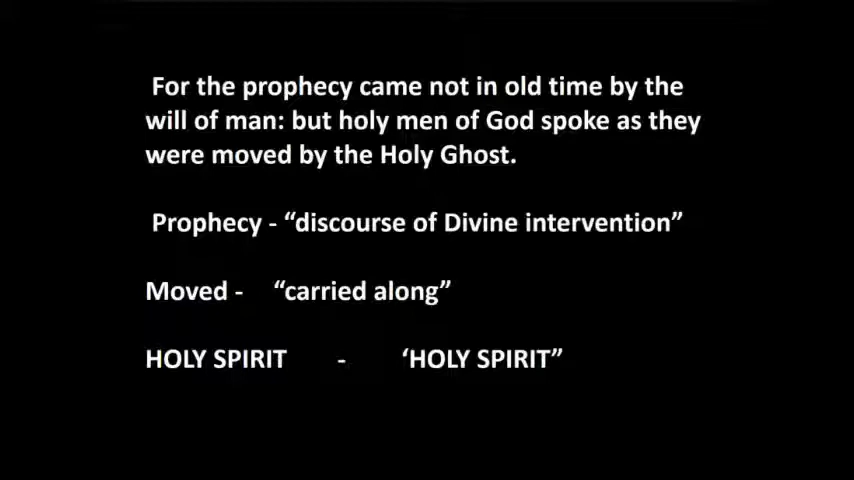 For the prophecy came not in old time by the
will of man: but holy men of God spoke as they
were moved by the Holy Ghost.
Prophecy - “discourse of Divine intervention”
Moved - “carried along”
HOLY SPIRIT - ‘HOLY SPIRIT”